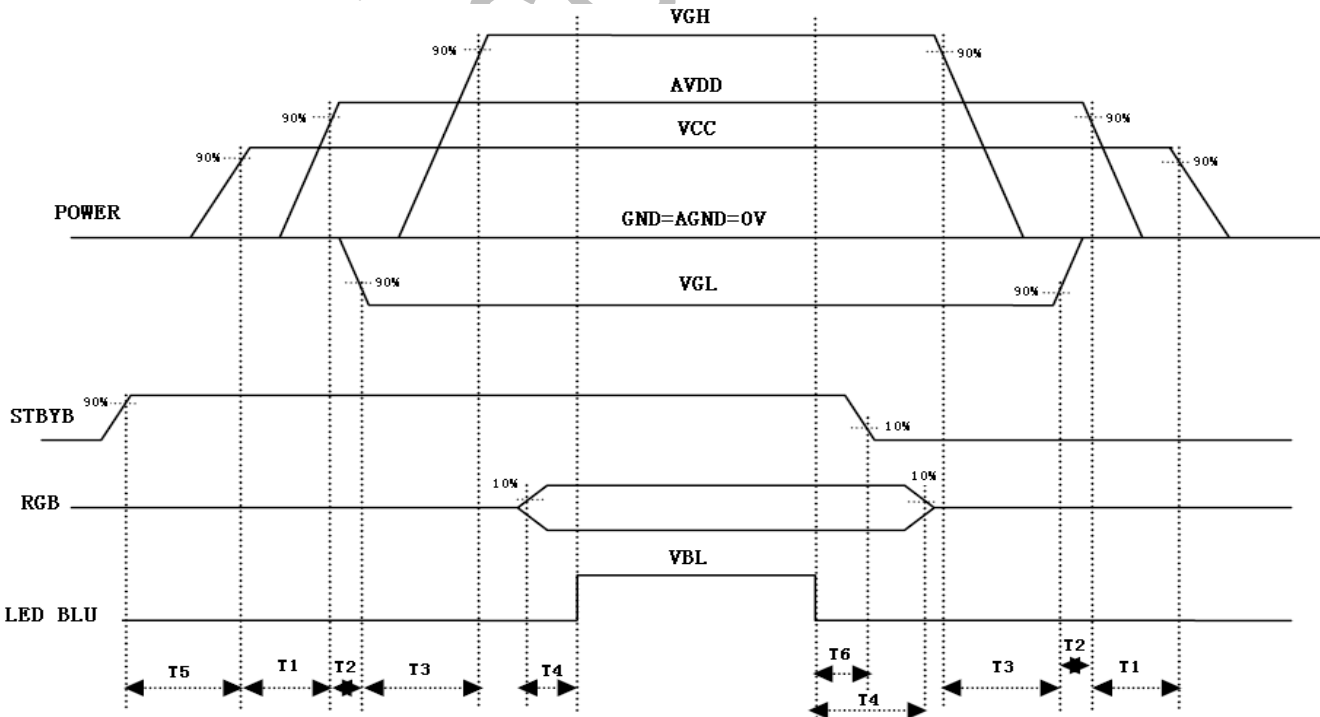 VGH
90%
90%
AVDD
90%
90%
VCC
90%
90%
POWER
GND=AGND=0V
90%
VGL
90%
STBYB
90%
10%
RGB
10%
10%
VBL
LED BLU
T5
T1
T2
T3
T4
T6
T4
T3
T2
T1